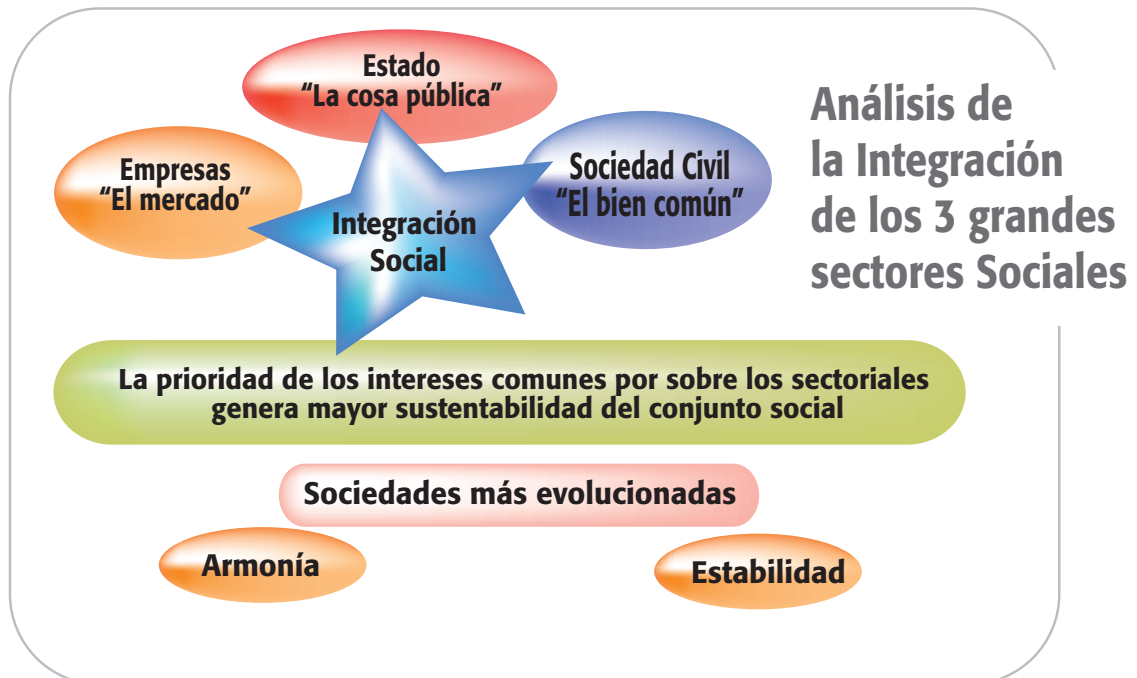 Estado
“La cosa pública”
Empresas
“El mercado”
Sociedad Civil
“El bien común”
Integración
Social
Análisis de
la Integración
de los 3 grandes
sectores Sociales
La prioridad de los intereses comunes por sobre los sectoriales
genera mayor sustentabilidad del conjunto social
Sociedades más evolucionadas
Armonía
Estabilidad